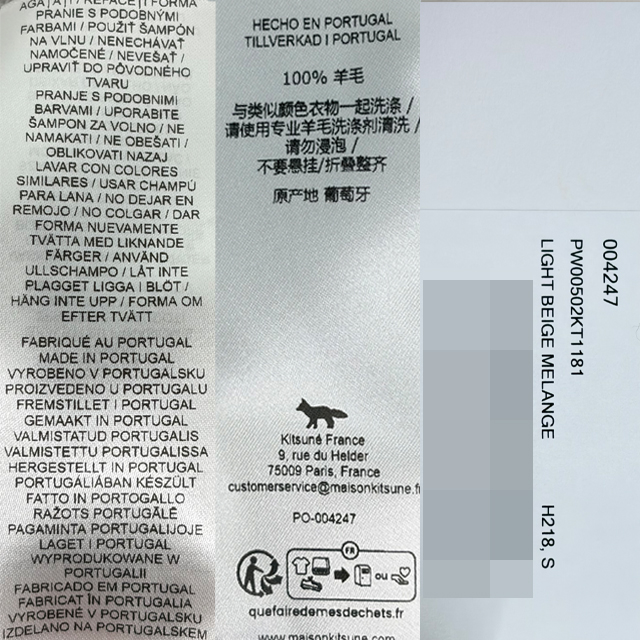 AGAȚAȚI / REFACEȚI FORMA
PRANIE S PODOBNÝMI
FARBAMI / POUŽIŤ ŠAMPÓN
NA VLNU / NENECHÁVAŤ
NAMOČENÉ / NEVEŠAŤ /
UPRAVIŤ DO PÔVODNÉHO
TVARU
PRANJE S PODOBNIMI
BARVAMI / UPORABITE
ŠAMPON ZA VOLNO / NE
NAMAKATI / NE OBEŠATI /
OBLIKOVATI NAZAJ
LAVAR CON COLORES
SIMILARES / USAR CHAMPÚ
PARA LANA / NO DEJAR EN
REMOJO / NO COLGAR / DAR
FORMA NUEVAMENTE
TVÄTTA MED LIKNANDE
FÄRGER / ANVÄND
ULLSCHAMPO / LÅT INTE
PLAGGET LIGGA I BLÖT /
HÄNG INTE UPP / FORMA OM
EFTER TVÄTT
FABRIQUÉ AU PORTUGAL
MADE IN PORTUGAL
VYROBENO V PORTUGALSKU
PROIZVEDENO U PORTUGALU
FREMSTILLET I PORTUGAL
GEMAAKT IN PORTUGAL
VALMISTATUD PORTUGALIS
VALMISTETTU PORTUGALISSA
HERGESTELLT IN PORTUGAL
PORTUGÁLIÁBAN KÉSZÜLT
FATTO IN PORTOGALLO
RAŽOTS PORTUGĀLĒ
PAGAMINTA PORTUGALIJOJE
LAGET I PORTUGAL
WYPRODUKOWANE W
PORTUGALII
FABRICADO EM PORTUGAL
FABRICAT ÎN PORTUGALIA
VYROBENÉ V PORTUGALSKU
IZDELANO NA PORTUGALSKEM
HECHO EN PORTUGAL
TILLVERKAD I PORTUGAL
100% 羊毛
与类似颜色衣物一起洗涤 /
请使用专业羊毛洗涤剂清洗 /
请勿浸泡 /
不要悬挂/折叠整齐
原产地 葡萄牙
Kitsuné France
9, rue du Helder
75009 Paris, France
customerservice@maisonkitsune.f
PO-004247
FR
ou
quefairedemesdechets.fr
www.maisonkitsune.com
004247
PW00502KT1181
LIGHT BEIGE MELANGE
H218, S